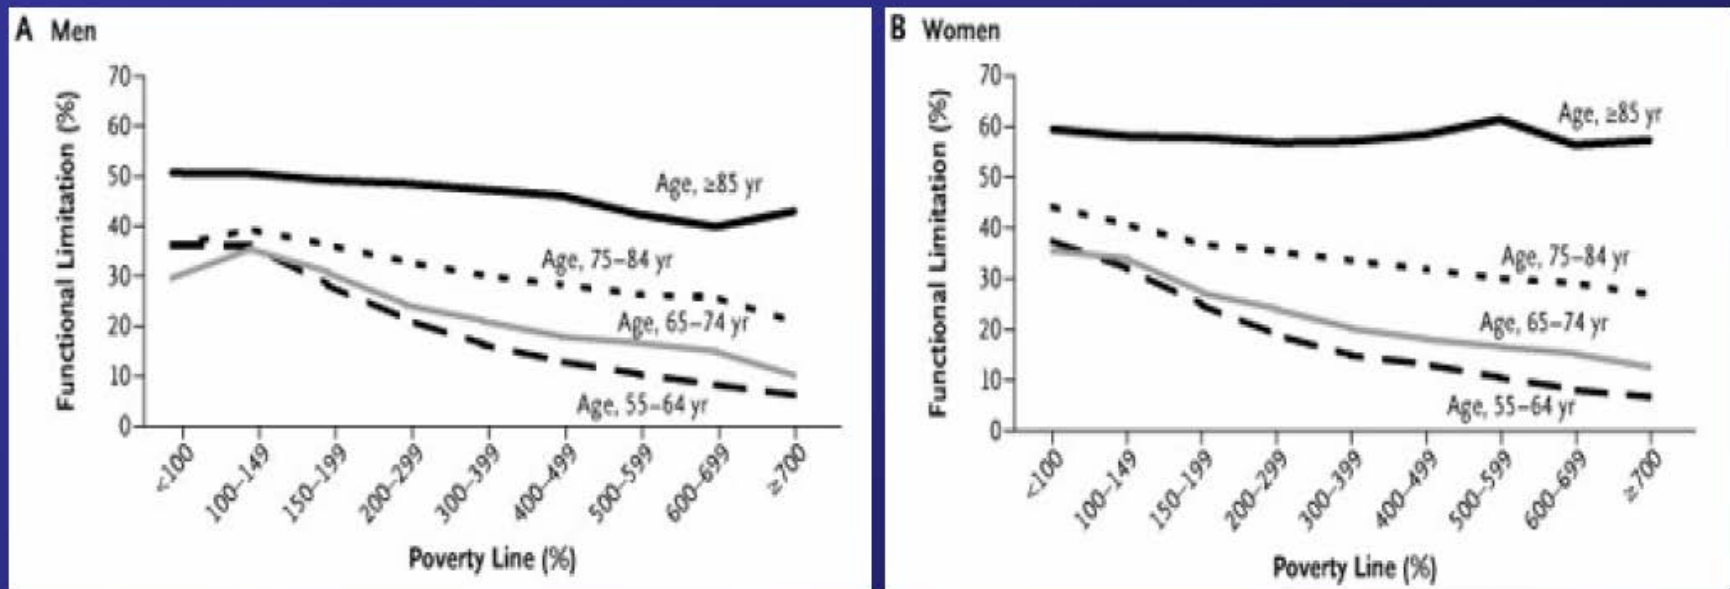 A Men
Functional Limitation (%)
70
60
50
40
30
20
10
0
Age, ≥85 yr
Age, 75–84 yr
Age, 65–74 yr
Age, 55–64 yr
<100
100–149
150–199
200–299
300–399
400–499
500–599
600–699
≥700
Poverty Line (%)
B Women
Functional Limitation (%)
70
60
50
40
30
20
10
0
Age, ≥85 yr
Age, 75–84 yr
Age, 65–74 yr
Age, 55–64 yr
<100
100–149
150–199
200–299
300–399
400–499
500–599
600–699
≥700
Poverty Line (%)